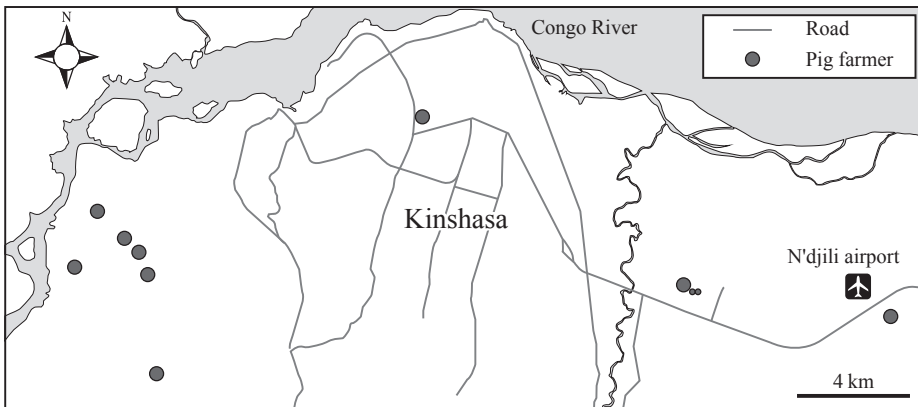 N
Congo River
Road
Pig farmer
Kinshasa
N'djili airport
4 km